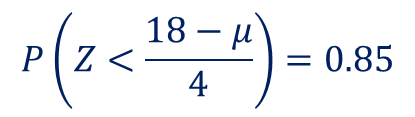 P(Z < (18 − μ)/4) = 0.85